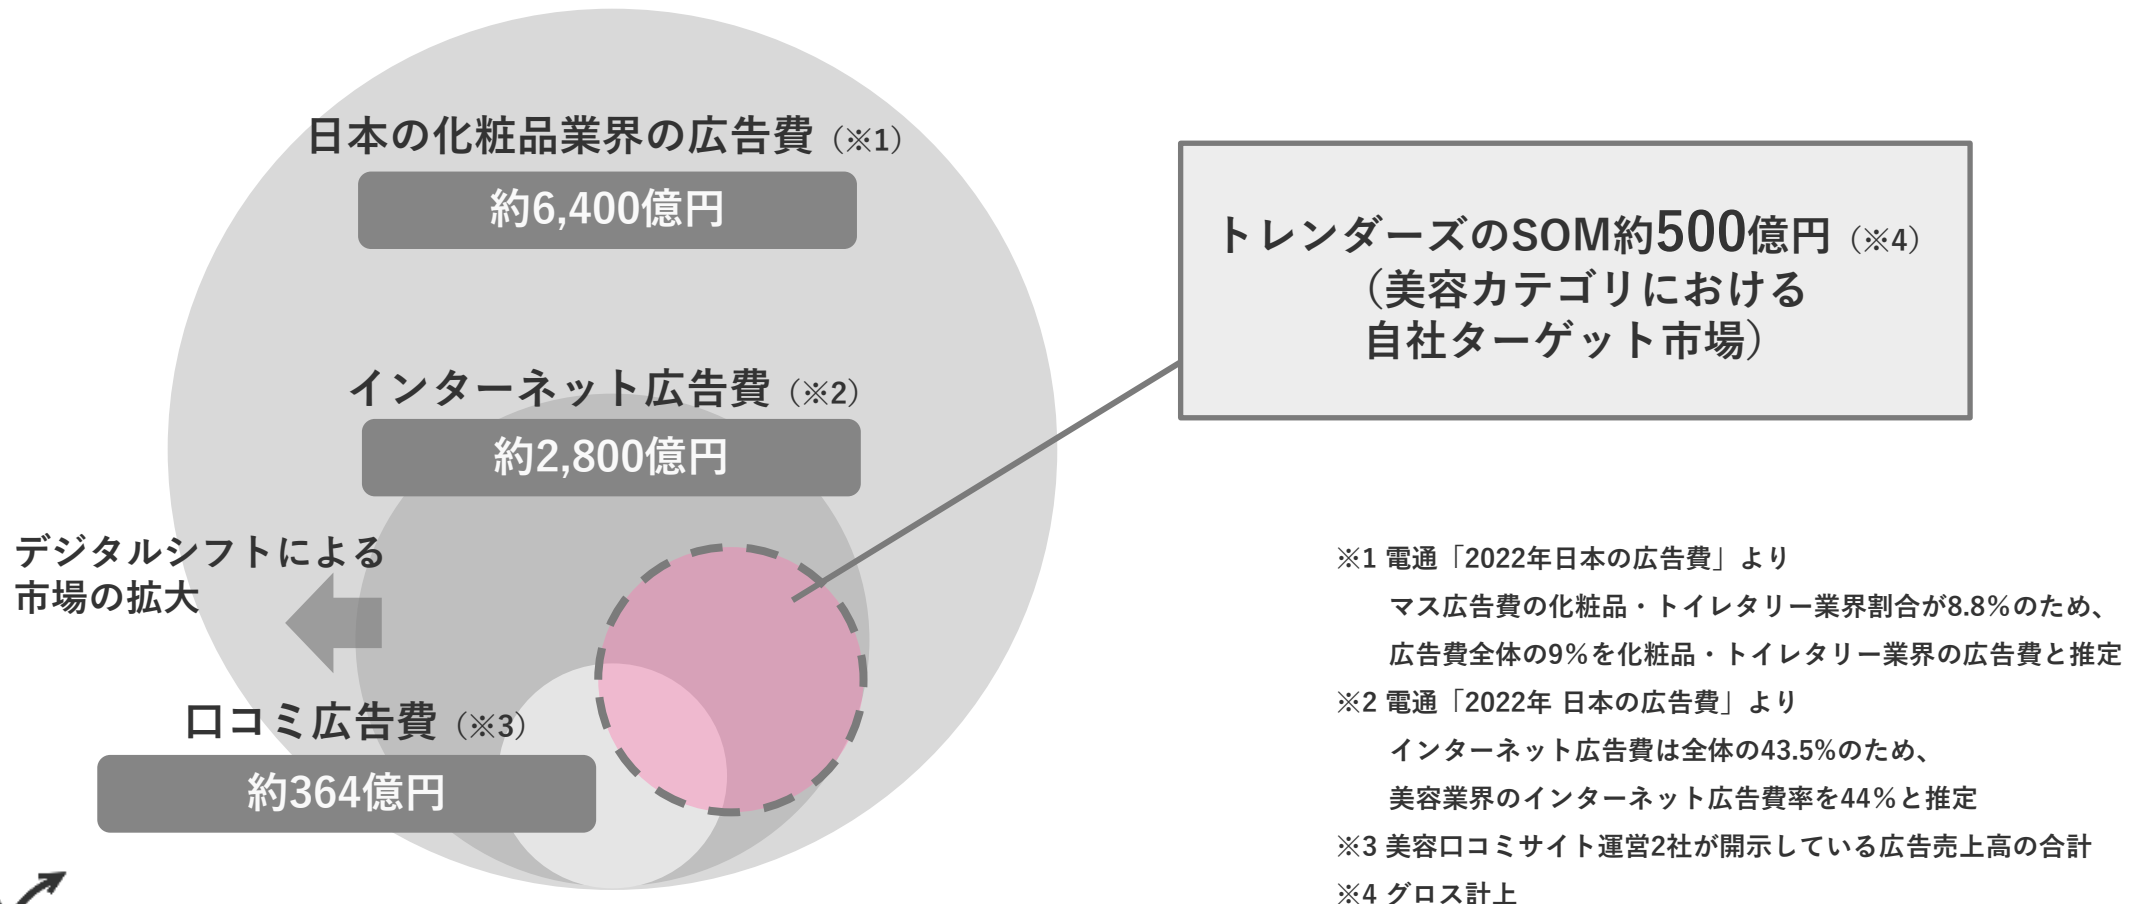 日本の化粧品業界の広告費（※1）
約6,400億円
インターネット広告費（※2）
約2,800億円
デジタルシフトによる
市場の拡大
口コミ広告費（※3）
約364億円
トレンダーズのSOM約500億円（※4）
（美容カテゴリにおける
自社ターゲット市場）
※1 電通「2022年日本の広告費」より
マス広告費の化粧品・トイレタリー業界割合が8.8%のため、
広告費全体の9%を化粧品・トイレタリー業界の広告費と推定
※2 電通「2022年 日本の広告費」より
インターネット広告費は全体の43.5%のため、
美容業界のインターネット広告費率を44%と推定
※3 美容口コミサイト運営2社が開示している広告売上高の合計
※4 グロス計上